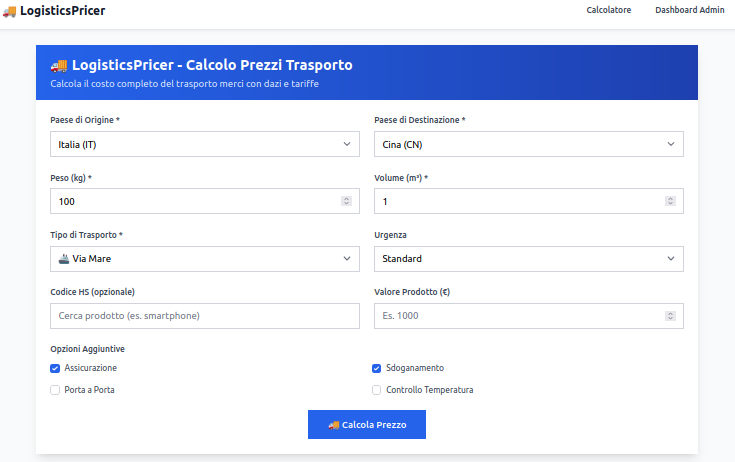 🚚 LogisticsPricer Calcolatore Dashboard Admin
🚚 LogisticsPricer - Calcolo Prezzi Trasporto
Calcola il costo completo del trasporto merci con dazi e tariffe
Paese di Origine * Paese di Destinazione *
Italia (IT) Cina (CN)
Peso (kg) * Volume (m³) *
100 1
Tipo di Trasporto * Urgenza
🚢 Via Mare Standard
Codice HS (opzionale) Valore Prodotto (€)
Cerca prodotto (es. smartphone) Es. 1000
Opzioni Aggiuntive
Assicurazione Sdoganamento
Porta a Porta Controllo Temperatura
🚚 Calcola Prezzo